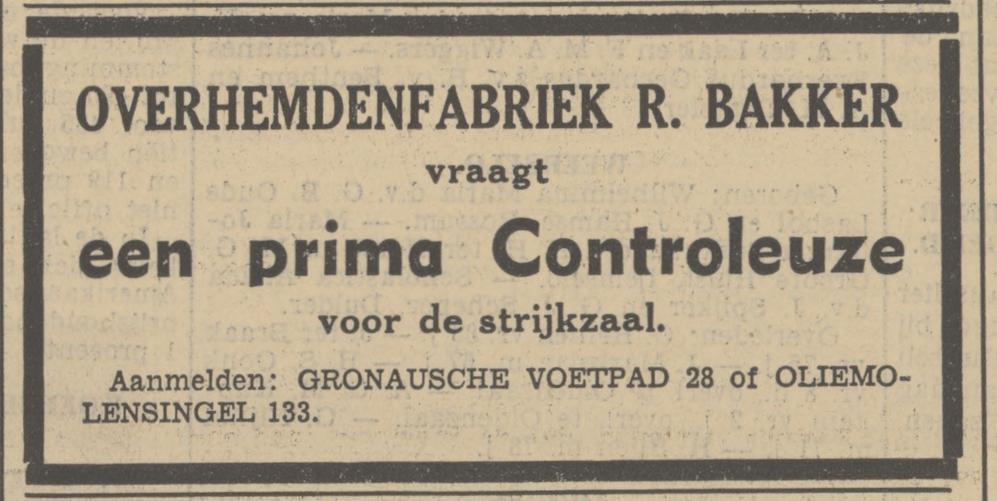 OVERHEMDENFABRIEK R. BAKKER
vraagt
een prima Controleuze
voor de strijkzaal.
Aanmelden: GRONAUSCHE VOETPAD 28 of OLIEMO-
LENSINGEL 133.